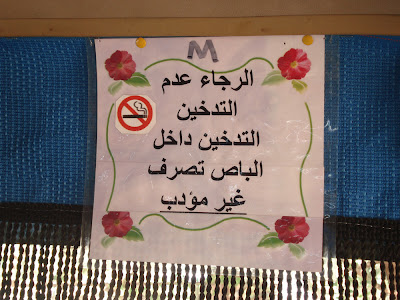 M
الرجاء عدم
التدخين
التدخين داخل
الباص تصرف
غير مؤدب